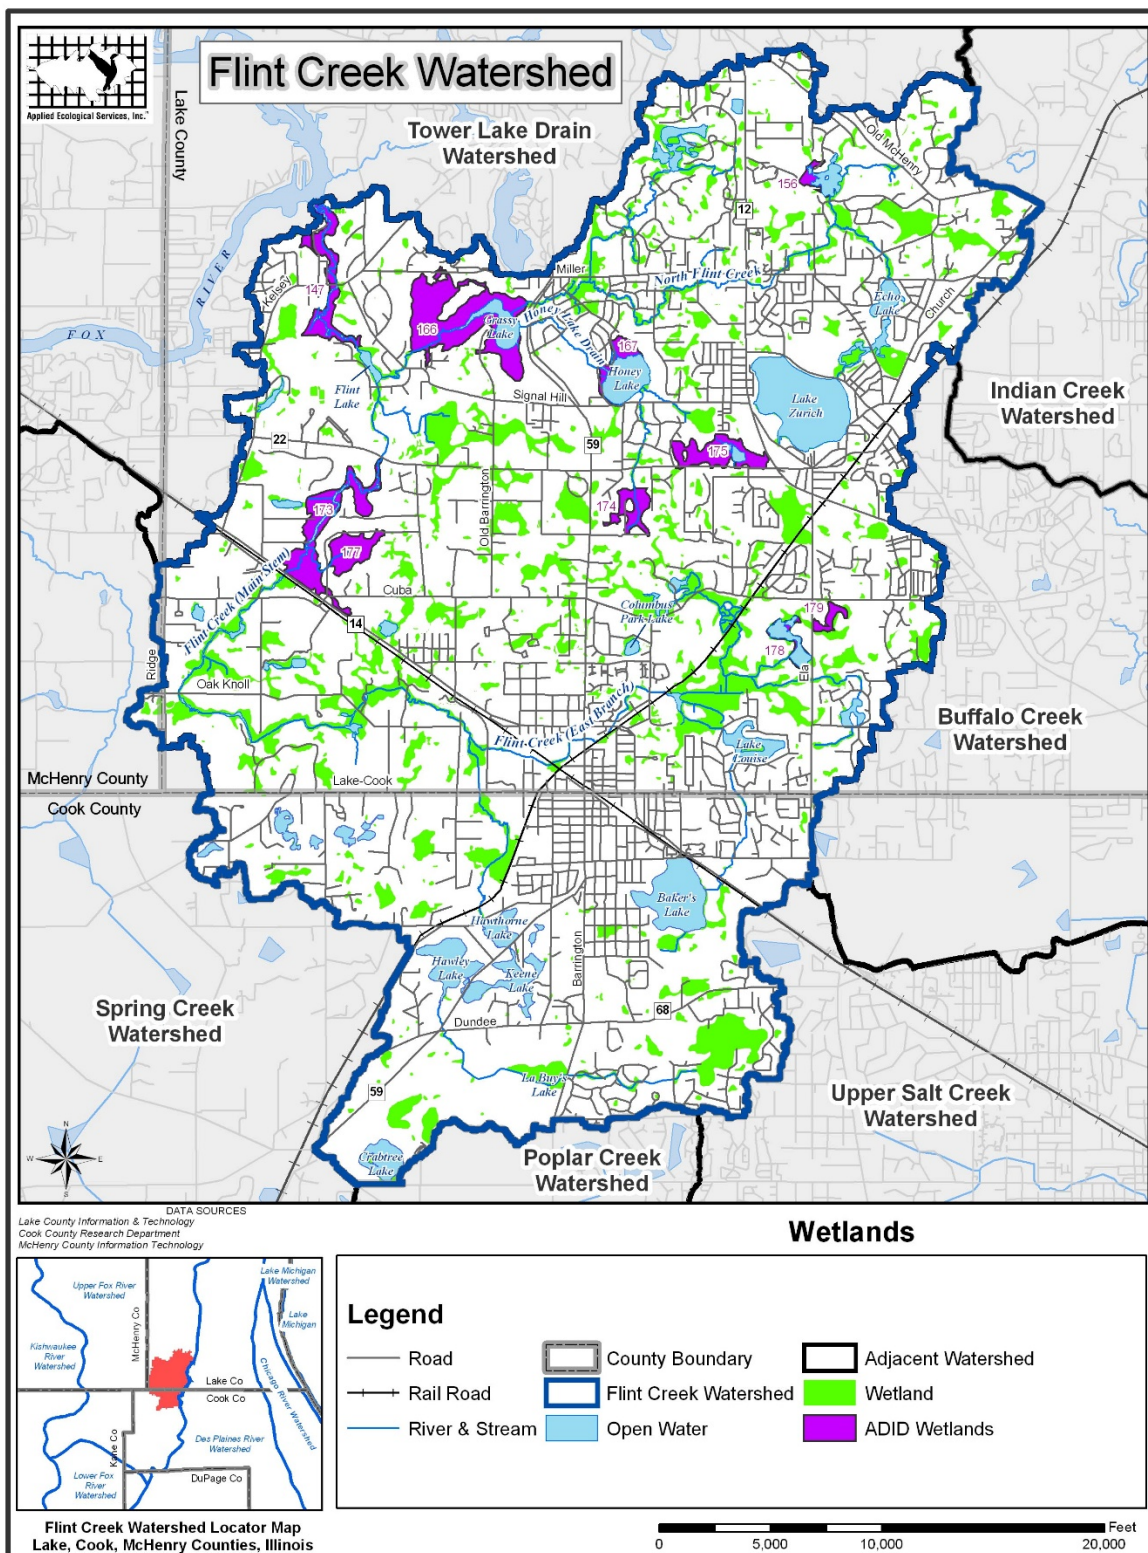 Applied Ecological Services, Inc.™
Flint Creek Watershed
Lake County
Tower Lake Drain
Watershed
Old McHenry
156
12
Miller
North Flint Creek
Kelsey
147
RIVER
FOX
166
Grassy
Lake
Honey Lake Drain
167
Honey
Lake
Echo
Lake
Church
Flint
Lake
Signal Hill
Lake
Zurich
Indian Creek
Watershed
22
59
175
Old Barrington
173
174
177
Cuba
Flint Creek (Main Stem)
14
Columbus
Park Lake
179
178
Ela
Ridge
Oak Knoll
Flint Creek (East Branch)
Lake
Louise
Buffalo Creek
Watershed
McHenry County
Lake-Cook
Cook County
Baker's
Lake
Hawthorne
Lake
Hawley
Lake
Keene
Lake
Barrington
Spring Creek
Watershed
Dundee
68
La Buy's
Lake
59
Upper Salt Creek
Watershed
Poplar Creek
Watershed
Crabtree
Lake
N
W
E
S
DATA SOURCES
Lake County Information & Technology
Cook County Research Department
McHenry County Information Technology
Wetlands
Upper Fox River
Watershed
McHenry Co
Lake Michigan
Watershed
Lake
Michigan
Kishwaukee
River
Watershed
Lake Co
Cook Co
Chicago River Watershed
Kane Co
Des Plaines River
Watershed
Lower Fox
River
Watershed
DuPage Co
Flint Creek Watershed Locator Map
Lake, Cook, McHenry Counties, Illinois
Legend
Road
County Boundary
Adjacent Watershed
Rail Road
Flint Creek Watershed
Wetland
River & Stream
Open Water
ADID Wetlands
Feet
0
5,000
10,000
20,000